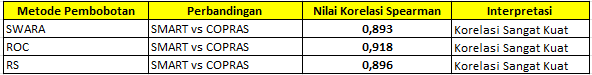 Metode Pembobotan Perbandingan Nilai Korelasi Spearman Interpretasi
SWARA SMART vs COPRAS 0,893 Korelasi Sangat Kuat
ROC SMART vs COPRAS 0,918 Korelasi Sangat Kuat
RS SMART vs COPRAS 0,896 Korelasi Sangat Kuat